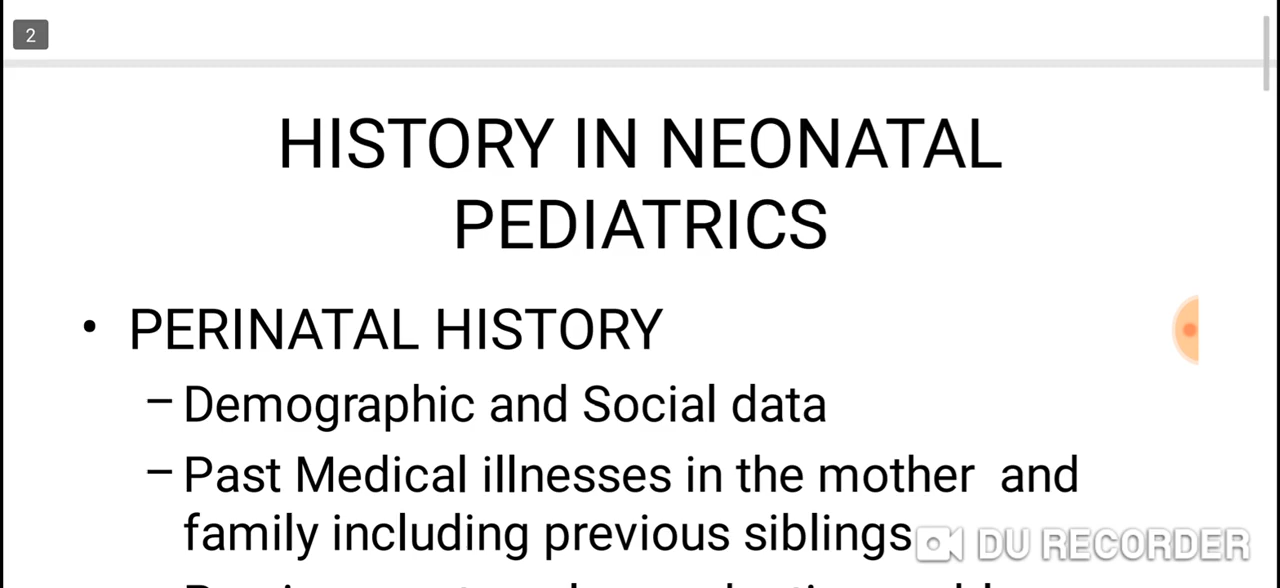 2
HISTORY IN NEONATAL
PEDIATRICS
• PERINATAL HISTORY
– Demographic and Social data
– Past Medical illnesses in the mother and
family including previous siblings
DU RECORDER